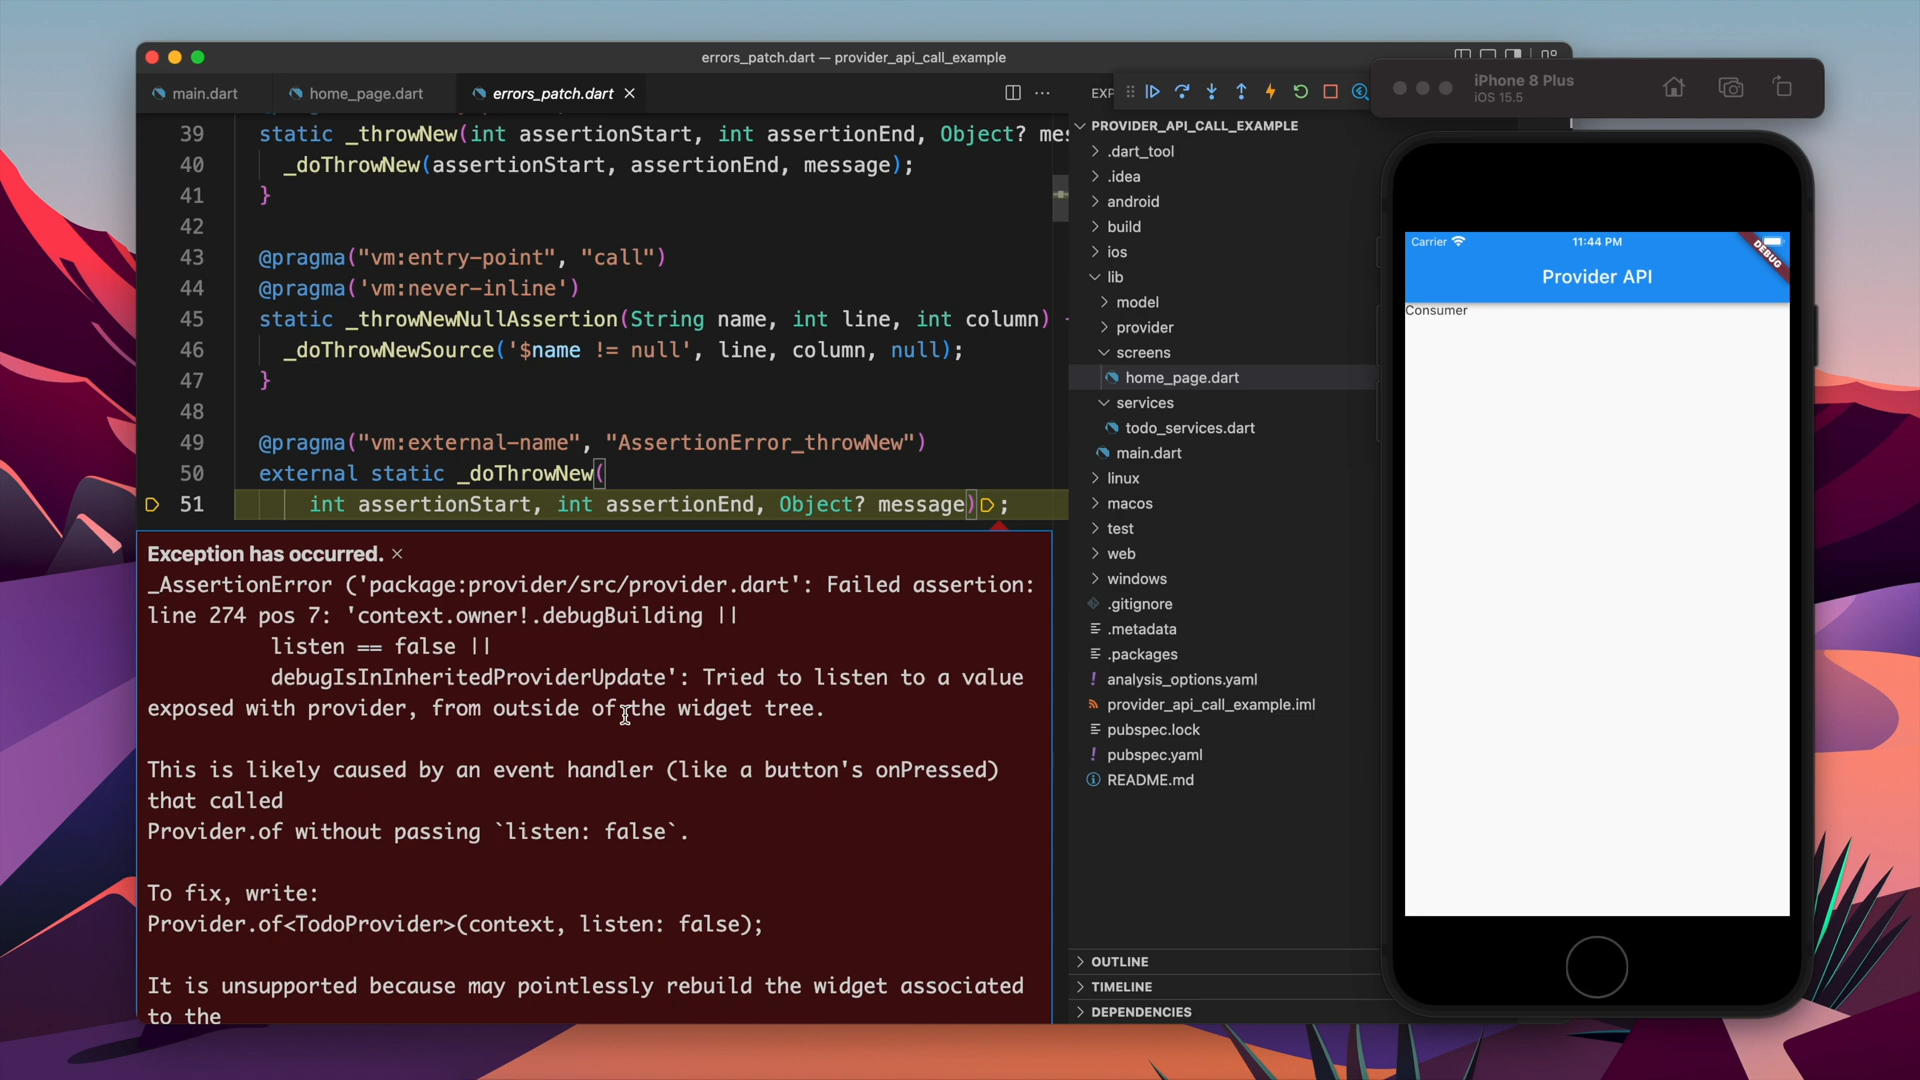 errors_patch.dart — provider_api_call_example
main.dart
home_page.dart
errors_patch.dart
39 static _throwNew(int assertionStart, int assertionEnd, Object? mes
40 _doThrowNew(assertionStart, assertionEnd, message);
41 }
42
43 @pragma("vm:entry-point", "call")
44 @pragma('vm:never-inline')
45 static _throwNewNullAssertion(String name, int line, int column)
46 _doThrowNewSource('$name != null', line, column, null);
47 }
48
49 @pragma("vm:external-name", "AssertionError_throwNew")
50 external static _doThrowNew(
51 int assertionStart, int assertionEnd, Object? message);
Exception has occurred.
_AssertionError ('package:provider/src/provider.dart': Failed assertion:
line 274 pos 7: 'context.owner!.debugBuilding ||
listen == false ||
debugIsInInheritedProviderUpdate': Tried to listen to a value
exposed with provider, from outside of the widget tree.
This is likely caused by an event handler (like a button's onPressed)
that called
Provider.of without passing `listen: false`.
To fix, write:
Provider.of<TodoProvider>(context, listen: false);
It is unsupported because may pointlessly rebuild the widget associated
to the
EXP
PROVIDER_API_CALL_EXAMPLE
.dart_tool
.idea
android
build
ios
lib
model
provider
screens
home_page.dart
services
todo_services.dart
main.dart
linux
macos
test
web
windows
.gitignore
.metadata
.packages
analysis_options.yaml
provider_api_call_example.iml
pubspec.lock
pubspec.yaml
README.md
OUTLINE
TIMELINE
DEPENDENCIES
iPhone 8 Plus
iOS 15.5
Carrier
11:44 PM
DEBUG
Provider API
Consumer